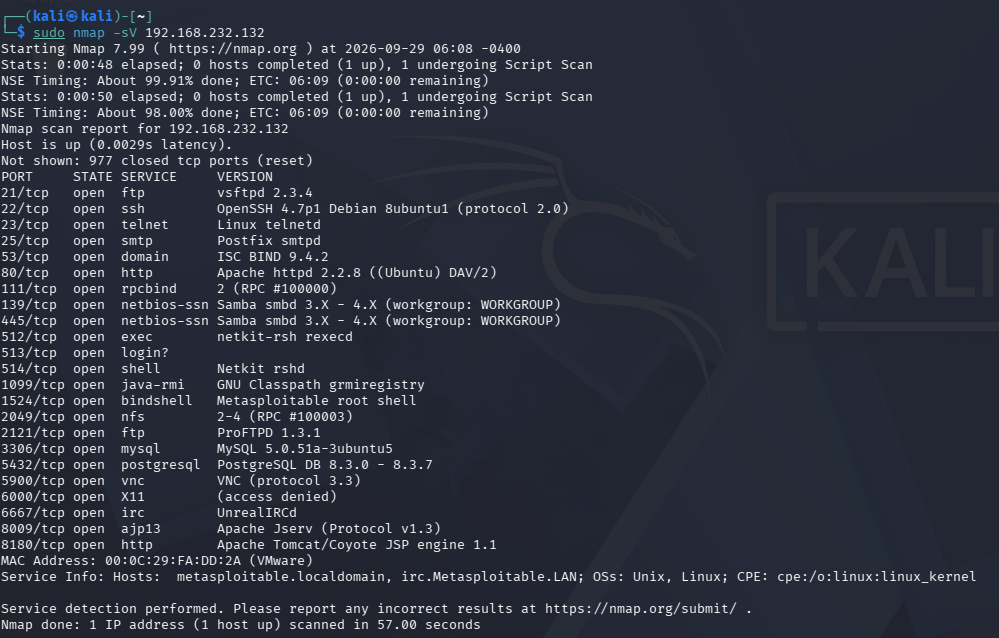 ┌──(kali㉿kali)-[~]
└─$ sudo nmap -sV 192.168.232.132
Starting Nmap 7.99 ( https://nmap.org ) at 2026-09-29 06:08 -0400
Stats: 0:00:48 elapsed; 0 hosts completed (1 up), 1 undergoing Script Scan
NSE Timing: About 99.91% done; ETC: 06:09 (0:00:00 remaining)
Stats: 0:00:50 elapsed; 0 hosts completed (1 up), 1 undergoing Script Scan
NSE Timing: About 98.00% done; ETC: 06:09 (0:00:00 remaining)
Nmap scan report for 192.168.232.132
Host is up (0.0029s latency).
Not shown: 977 closed tcp ports (reset)
PORT     STATE SERVICE     VERSION
21/tcp   open  ftp         vsftpd 2.3.4
22/tcp   open  ssh         OpenSSH 4.7p1 Debian 8ubuntu1 (protocol 2.0)
23/tcp   open  telnet      Linux telnetd
25/tcp   open  smtp        Postfix smtpd
53/tcp   open  domain      ISC BIND 9.4.2
80/tcp   open  http        Apache httpd 2.2.8 ((Ubuntu) DAV/2)
111/tcp  open  rpcbind     2 (RPC #100000)
139/tcp  open  netbios-ssn Samba smbd 3.X - 4.X (workgroup: WORKGROUP)
445/tcp  open  netbios-ssn Samba smbd 3.X - 4.X (workgroup: WORKGROUP)
512/tcp  open  exec        netkit-rsh rexecd
513/tcp  open  login?
514/tcp  open  shell       Netkit rshd
1099/tcp open  java-rmi    GNU Classpath grmiregistry
1524/tcp open  bindshell   Metasploitable root shell
2049/tcp open  nfs         2-4 (RPC #100003)
2121/tcp open  ftp         ProFTPD 1.3.1
3306/tcp open  mysql       MySQL 5.0.51a-3ubuntu5
5432/tcp open  postgresql  PostgreSQL DB 8.3.0 - 8.3.7
5900/tcp open  vnc         VNC (protocol 3.3)
6000/tcp open  X11         (access denied)
6667/tcp open  irc         UnrealIRCd
8009/tcp open  ajp13       Apache Jserv (Protocol v1.3)
8180/tcp open  http        Apache Tomcat/Coyote JSP engine 1.1
MAC Address: 00:0C:29:FA:DD:2A (VMware)
Service Info: Hosts:  metasploitable.localdomain, irc.Metasploitable.LAN; OSs: Unix, Linux; CPE: cpe:/o:linux:linux_kernel

Service detection performed. Please report any incorrect results at https://nmap.org/submit/ .
Nmap done: 1 IP address (1 host up) scanned in 57.00 seconds
KALI